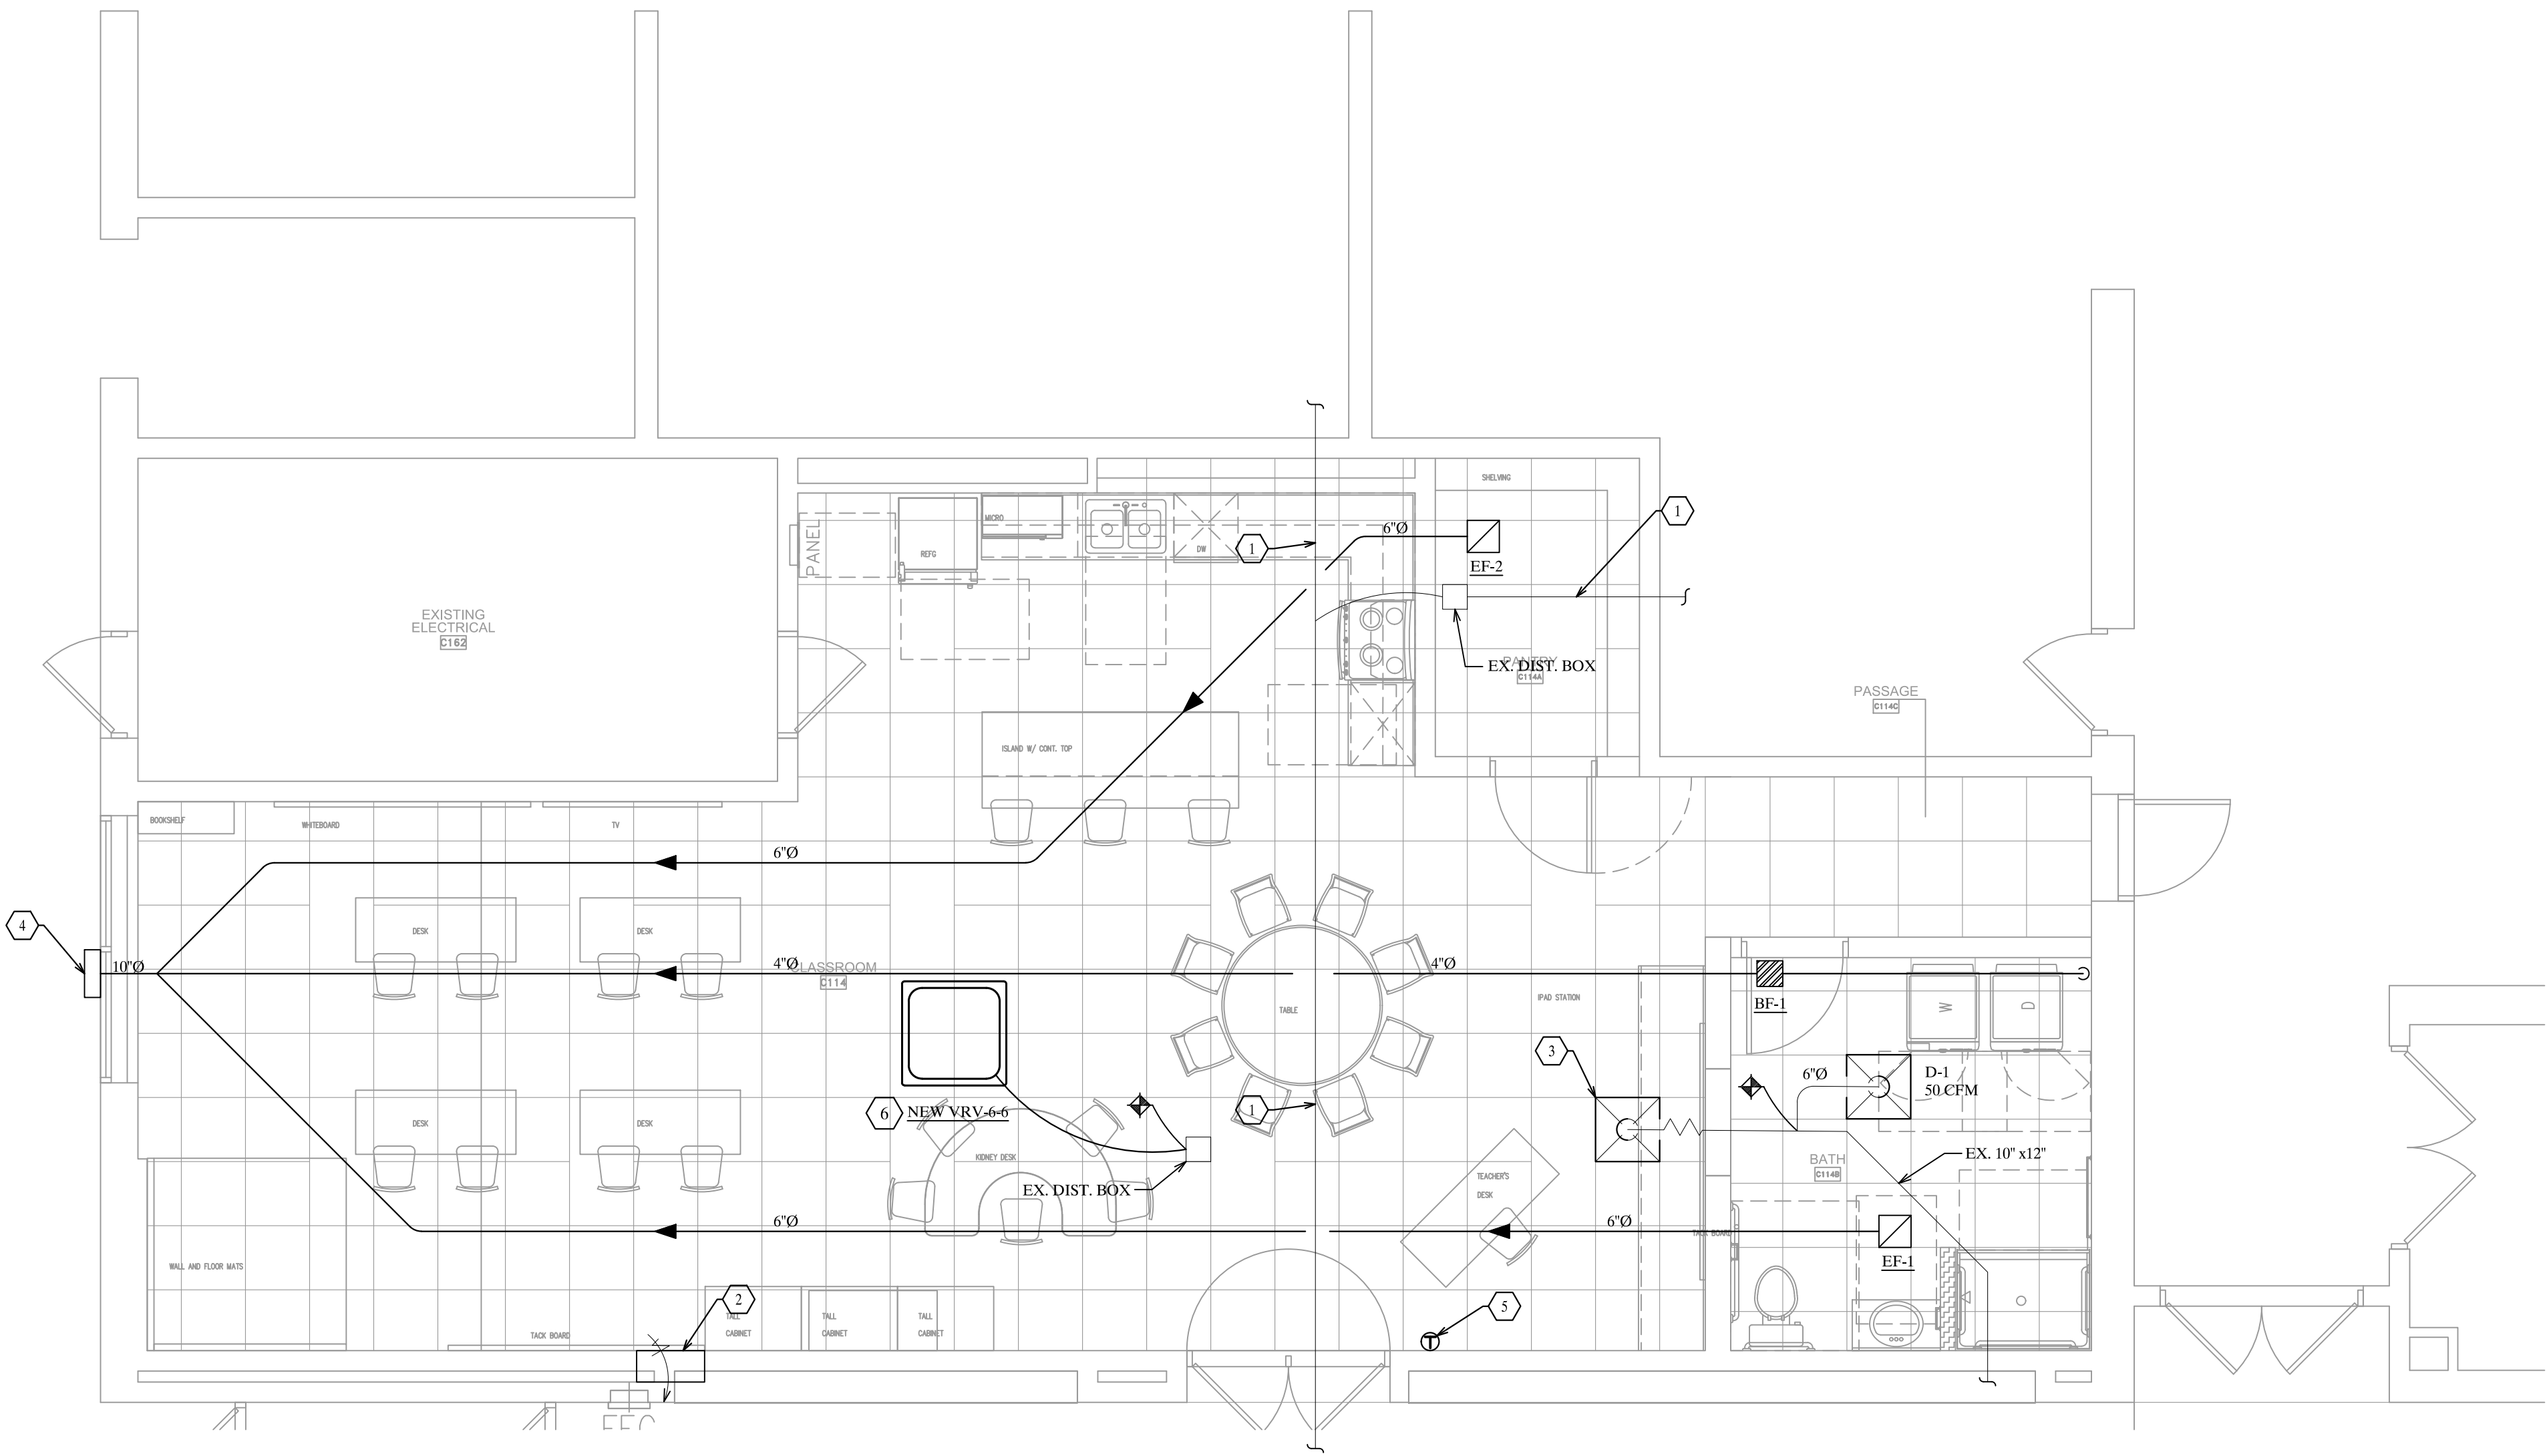 SHELVING
MICRO
PANEL
REFG
DW
1
6"Ø
1
EF-2
EXISTING
ELECTRICAL
C162
EX. DIST. BOX
PANTRY
C114A
PASSAGE
C114C
ISLAND W/ CONT. TOP
BOOKSHELF
WHITEBOARD
TV
6"Ø
4
DESK
DESK
10"Ø
4"Ø
CLASSROOM
C114
4"Ø
IPAD STATION
TABLE
BF-1
W
D
3
6"Ø
D-1
50 CFM
6
NEW VRV-6-6
1
DESK
DESK
KIDNEY DESK
EX. DIST. BOX
TEACHER'S
DESK
BATH
C114B
EX. 10" x12"
6"Ø
6"Ø
TACK BOARD
EF-1
WALL AND FLOOR MATS
2
5
T
TALL
CABINET
TALL
CABINET
TALL
CABINET
TACK BOARD